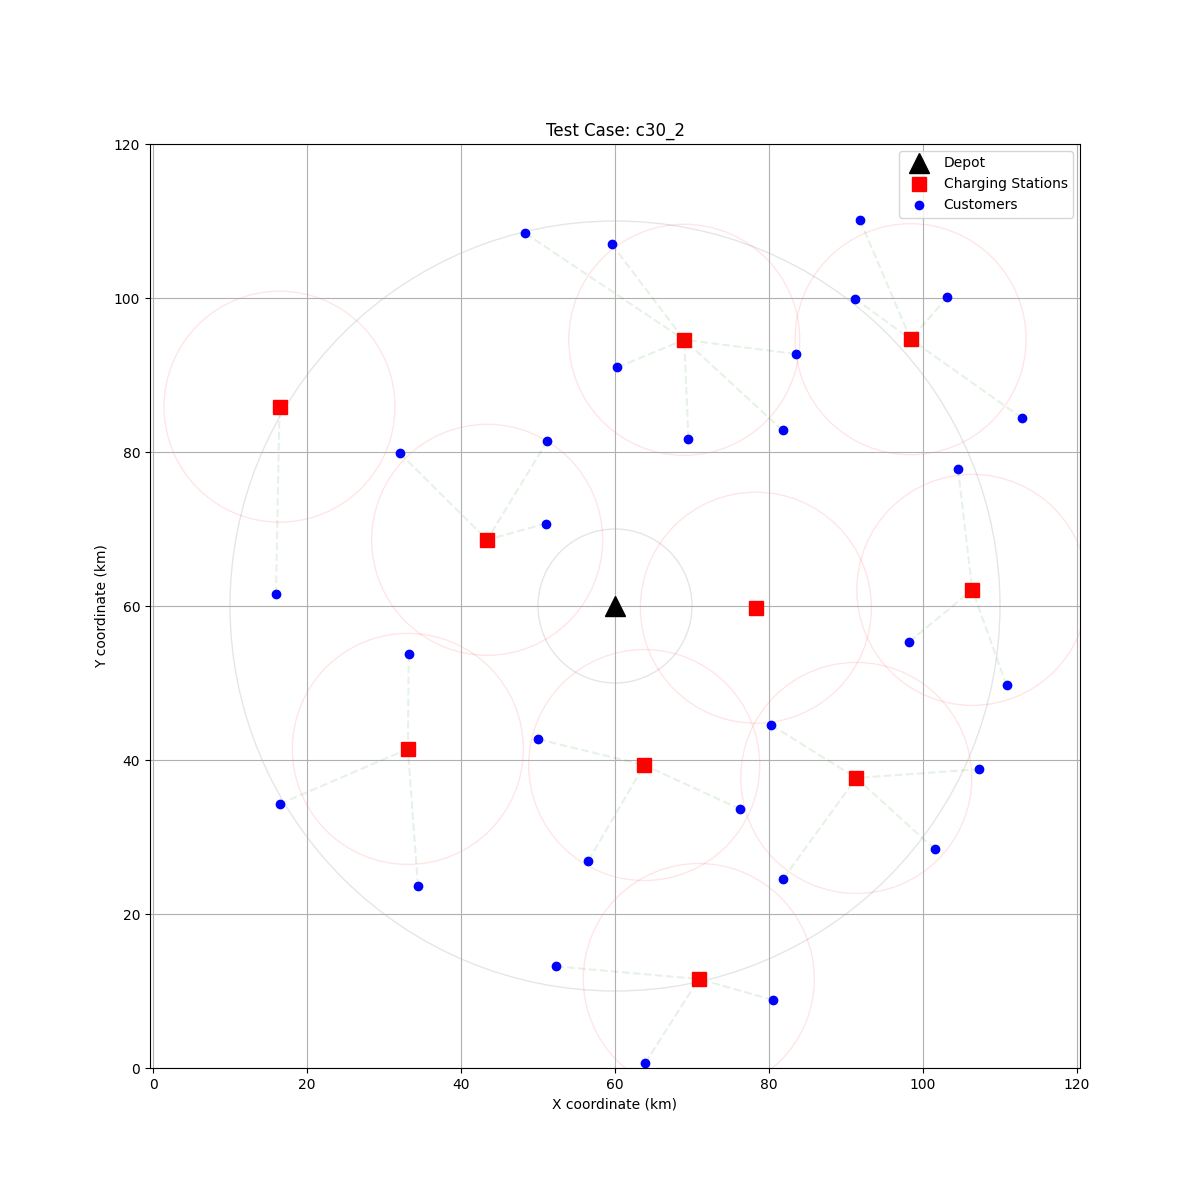 Test Case: c30_2
Depot
Charging Stations
Customers
120
100
80
60
40
20
0
Y coordinate (km)
0 20 40 60 80 100 120
X coordinate (km)